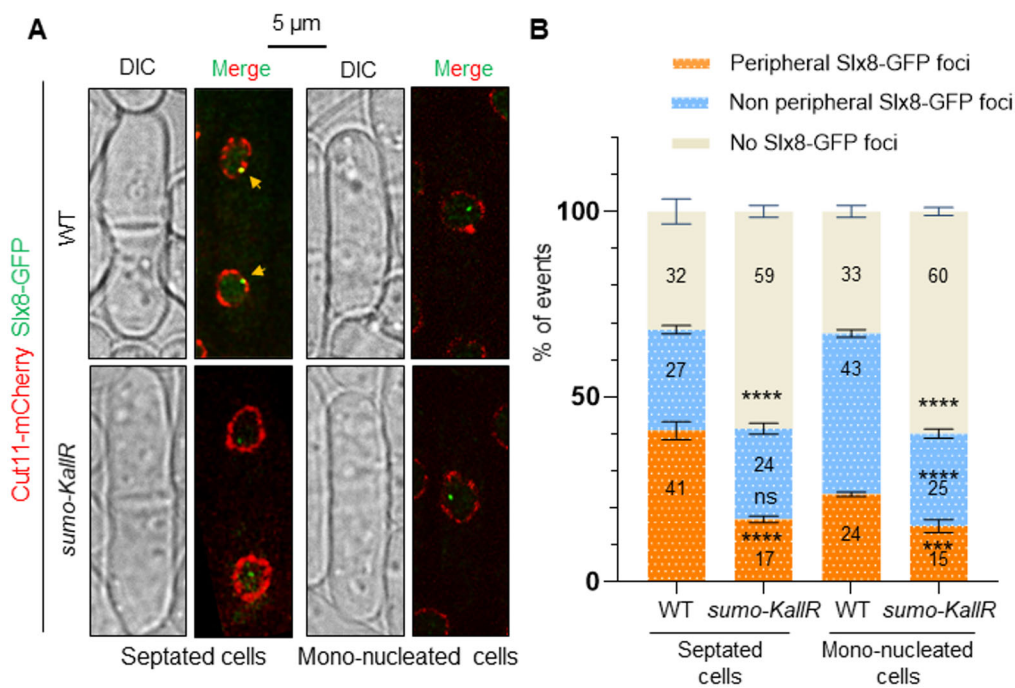 A
5 µm
DIC
Merge
DIC
Merge
Cut11-mCherry Slx8-GFP
WT
sumo-KallR
Septated cells
Mono-nucleated cells
B
Peripheral Slx8-GFP foci
Non peripheral Slx8-GFP foci
No Slx8-GFP foci
% of events
100
50
0
32
27
41
59
****
24
ns
****
17
33
43
24
60
****
****
25
***
15
WT
sumo-KallR
WT
sumo-KallR
Septated
cells
Mono-nucleated
cells